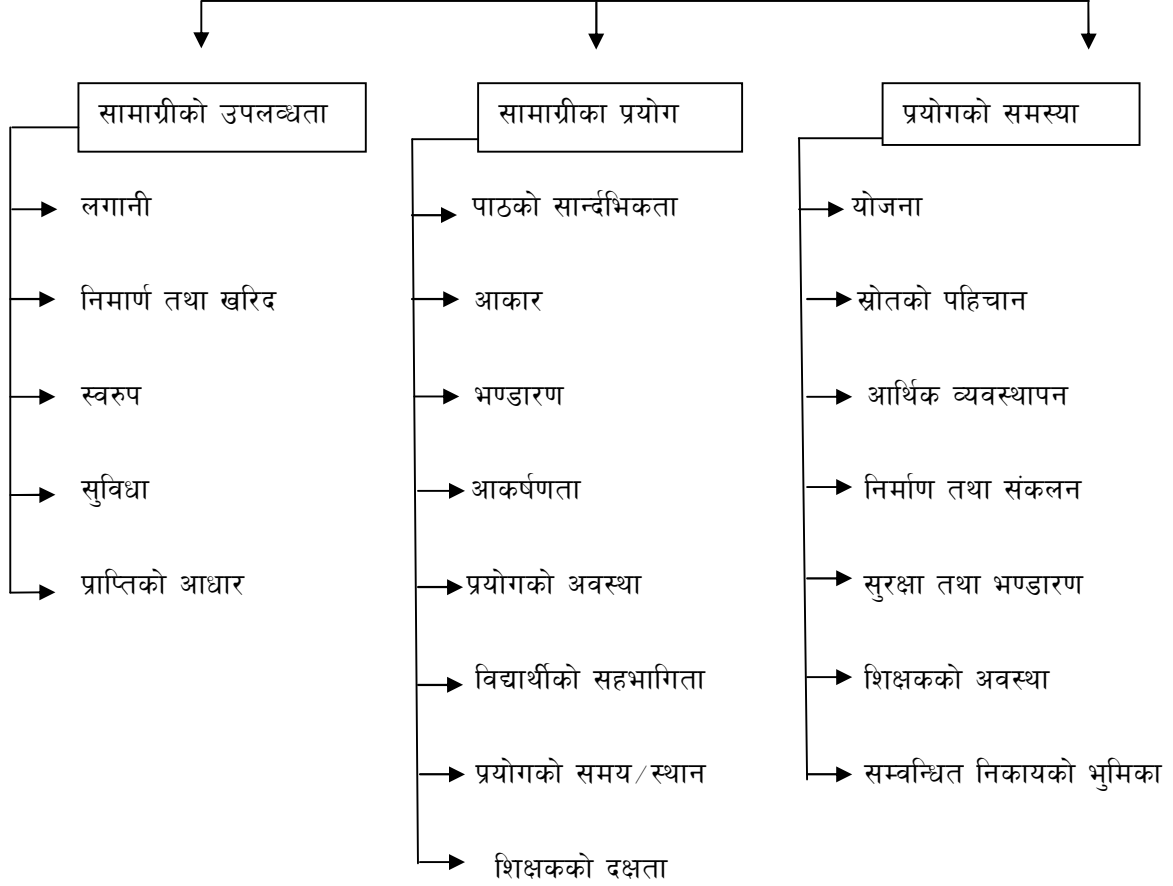 सामाग्रीको उपलव्धता
लगानी
निमार्ण तथा खरिद
स्वरुप
सुविधा
प्राप्तिको आधार
सामाग्रीका प्रयोग
पाठको सार्न्दभिकता
आकार
भण्डारण
आकर्षणता
प्रयोगको अवस्था
विद्यार्थीको सहभागिता
प्रयोगको समय/स्थान
शिक्षकको दक्षता
प्रयोगको समस्या
योजना
स्रोतको पहिचान
आर्थिक व्यवस्थापन
निर्माण तथा संकलन
सुरक्षा तथा भण्डारण
शिक्षकको अवस्था
सम्वन्धित निकायको भुमिका